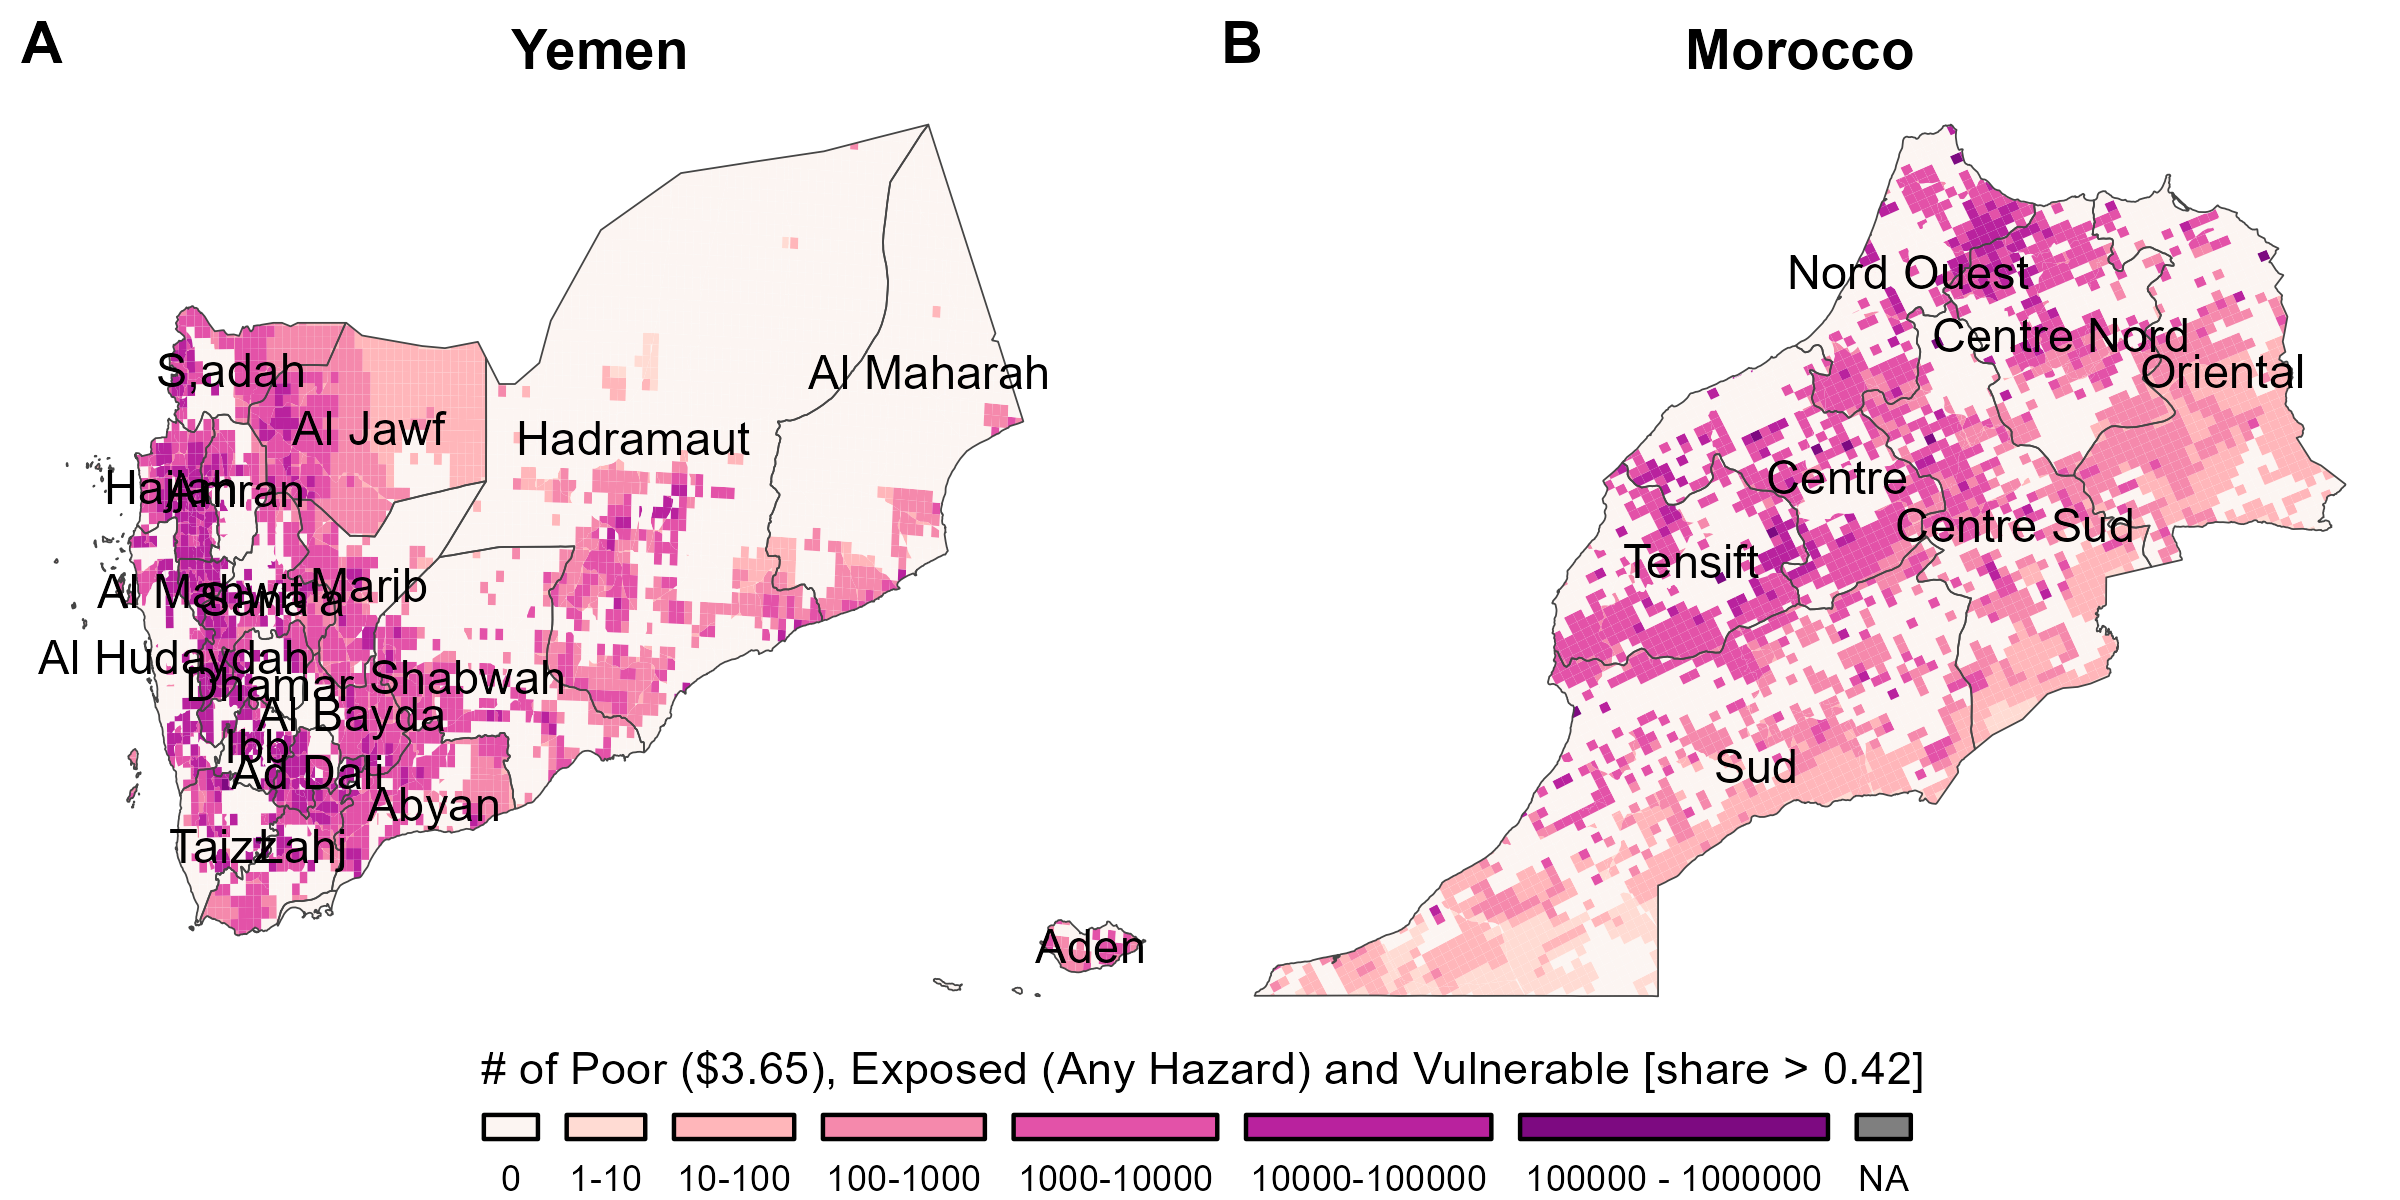 A
Yemen
B
Morocco
S,adah
Al Jawf
Hadramaut
Al Maharah
Hajjah
Amran
Al Mahwit
Sana'a
Marib
Al Hudaydah
Dhamar
Shabwah
Al Bayda
Ibb
Ad Dali
Abyan
Taizz
Lahj
Aden
Nord Ouest
Centre Nord
Oriental
Centre
Centre Sud
Tensift
Sud
# of Poor ($3.65), Exposed (Any Hazard) and Vulnerable [share > 0.42]
0 1-10 10-100 100-1000 1000-10000 10000-100000 100000 - 1000000 NA